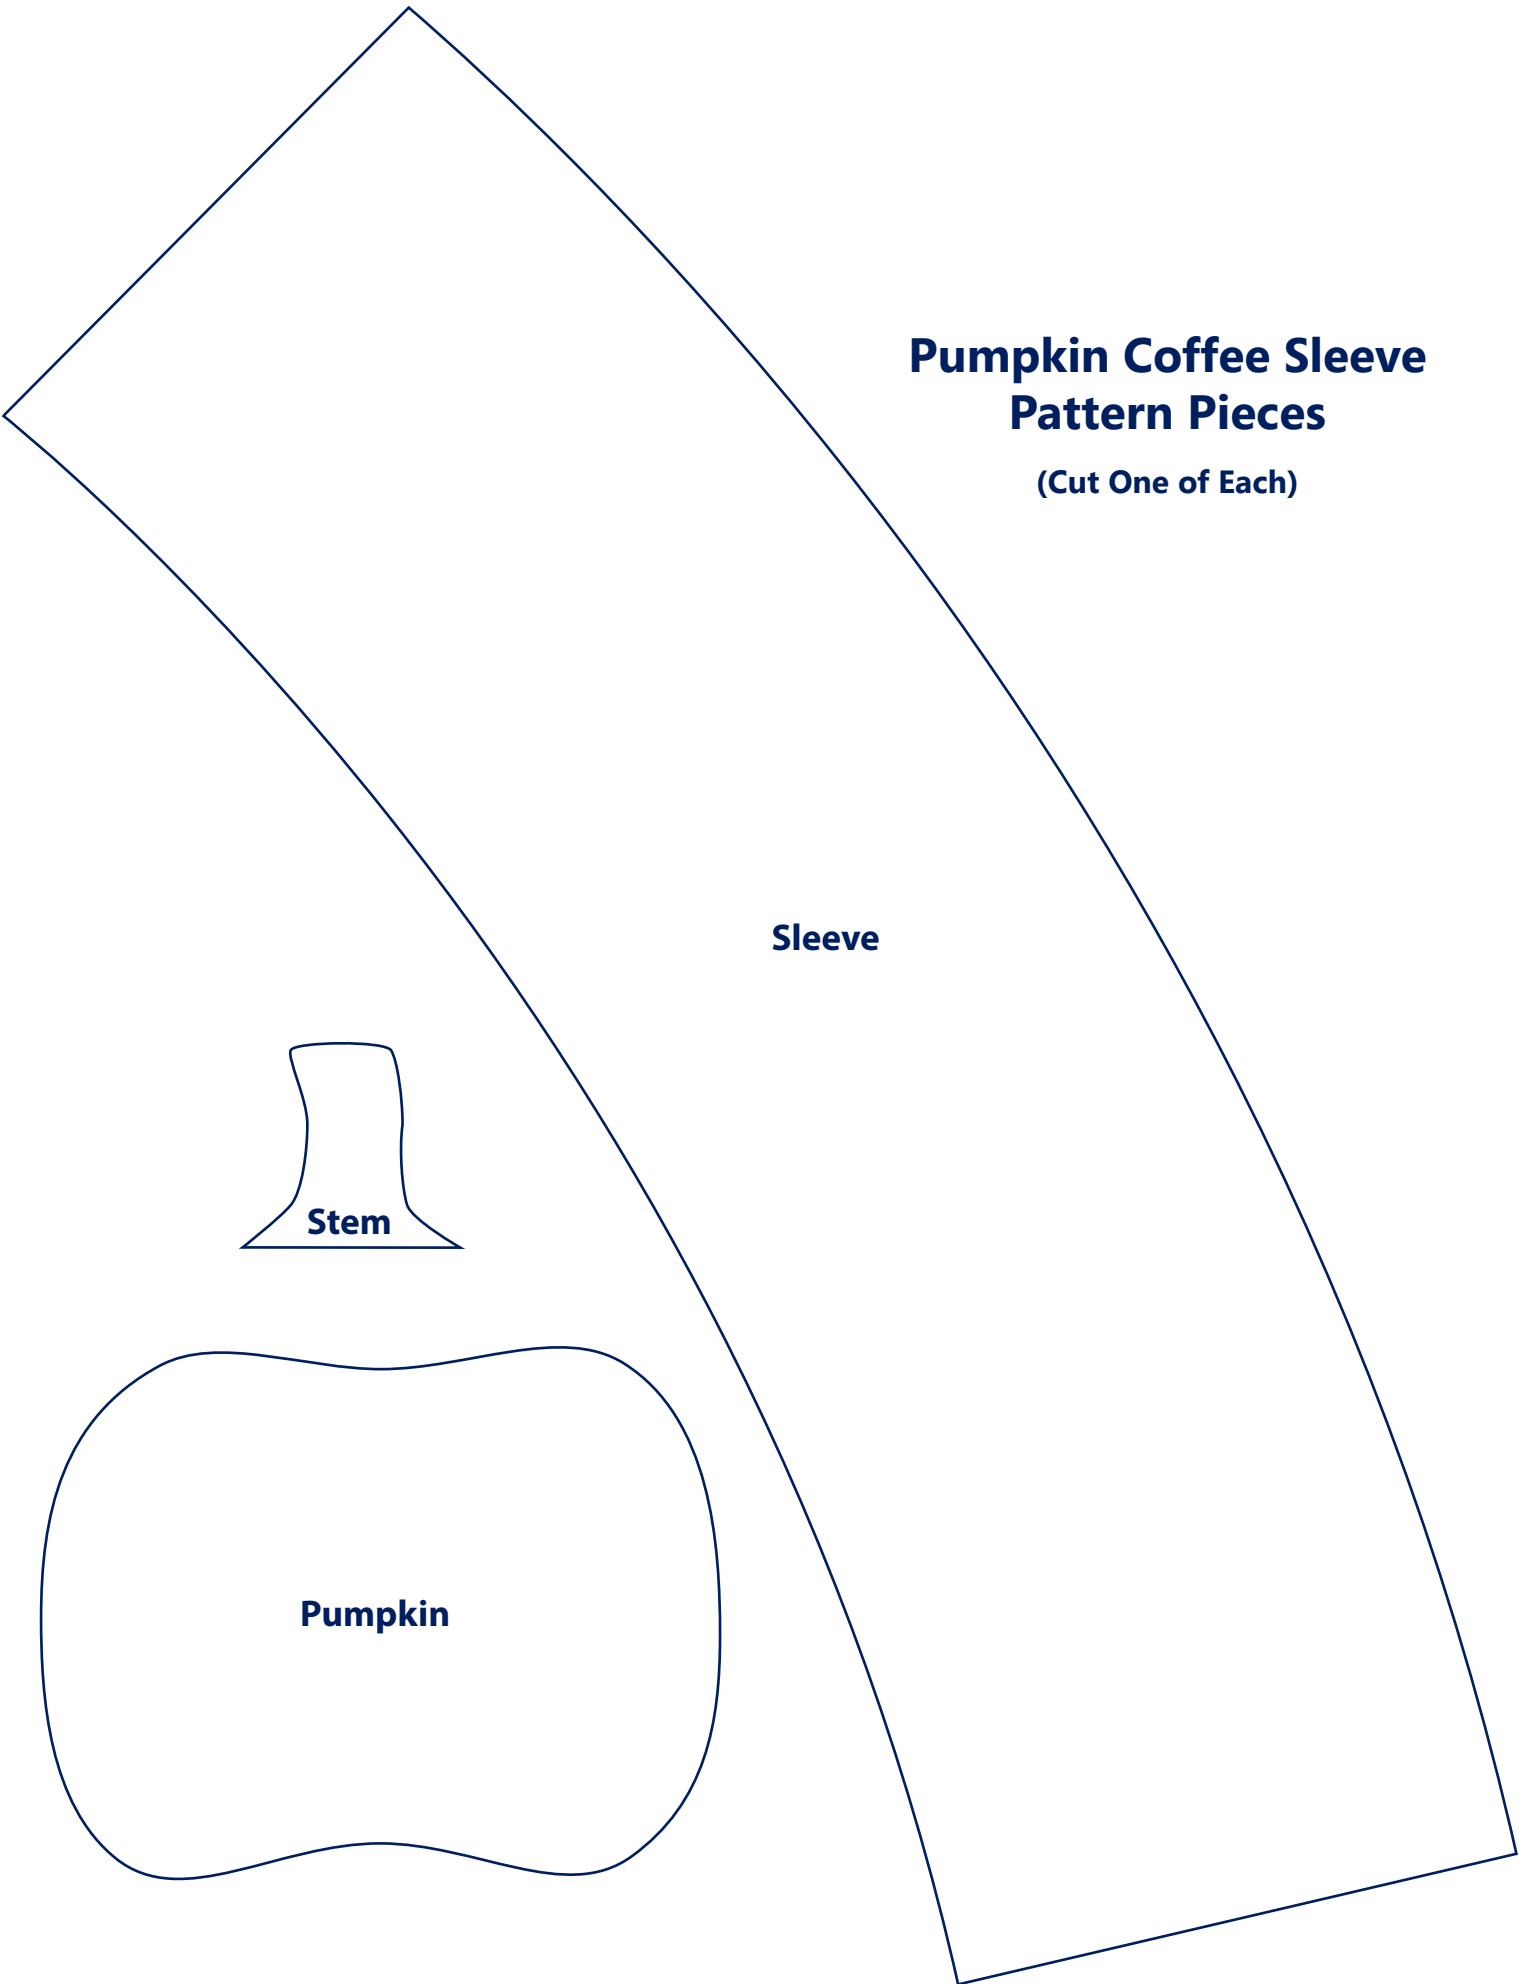 Pumpkin Coffee Sleeve
Pattern Pieces
(Cut One of Each)
Sleeve
Stem
Pumpkin